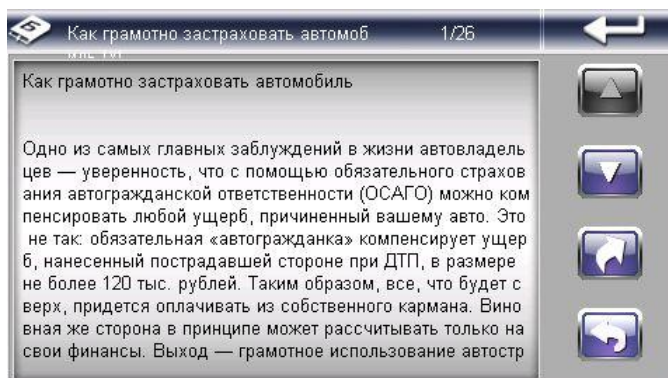 Как грамотно застраховать автомоб
1/26
Как грамотно застраховать автомобиль
Одно из самых главных заблуждений в жизни автовладель
цев — уверенность, что с помощью обязательного страхов
ания автогражданской ответственности (ОСАГО) можно ком
пенсировать любой ущерб, причиненный вашему авто. Это
не так: обязательная «автогражданка» компенсирует ущер
б, нанесенный пострадавшей стороне при ДТП, в размере
не более 120 тыс. рублей. Таким образом, все, что будет с
верх, придется оплачивать из собственного кармана. Вино
вная же сторона в принципе может рассчитывать только на
свои финансы. Выход — грамотное использование автостр